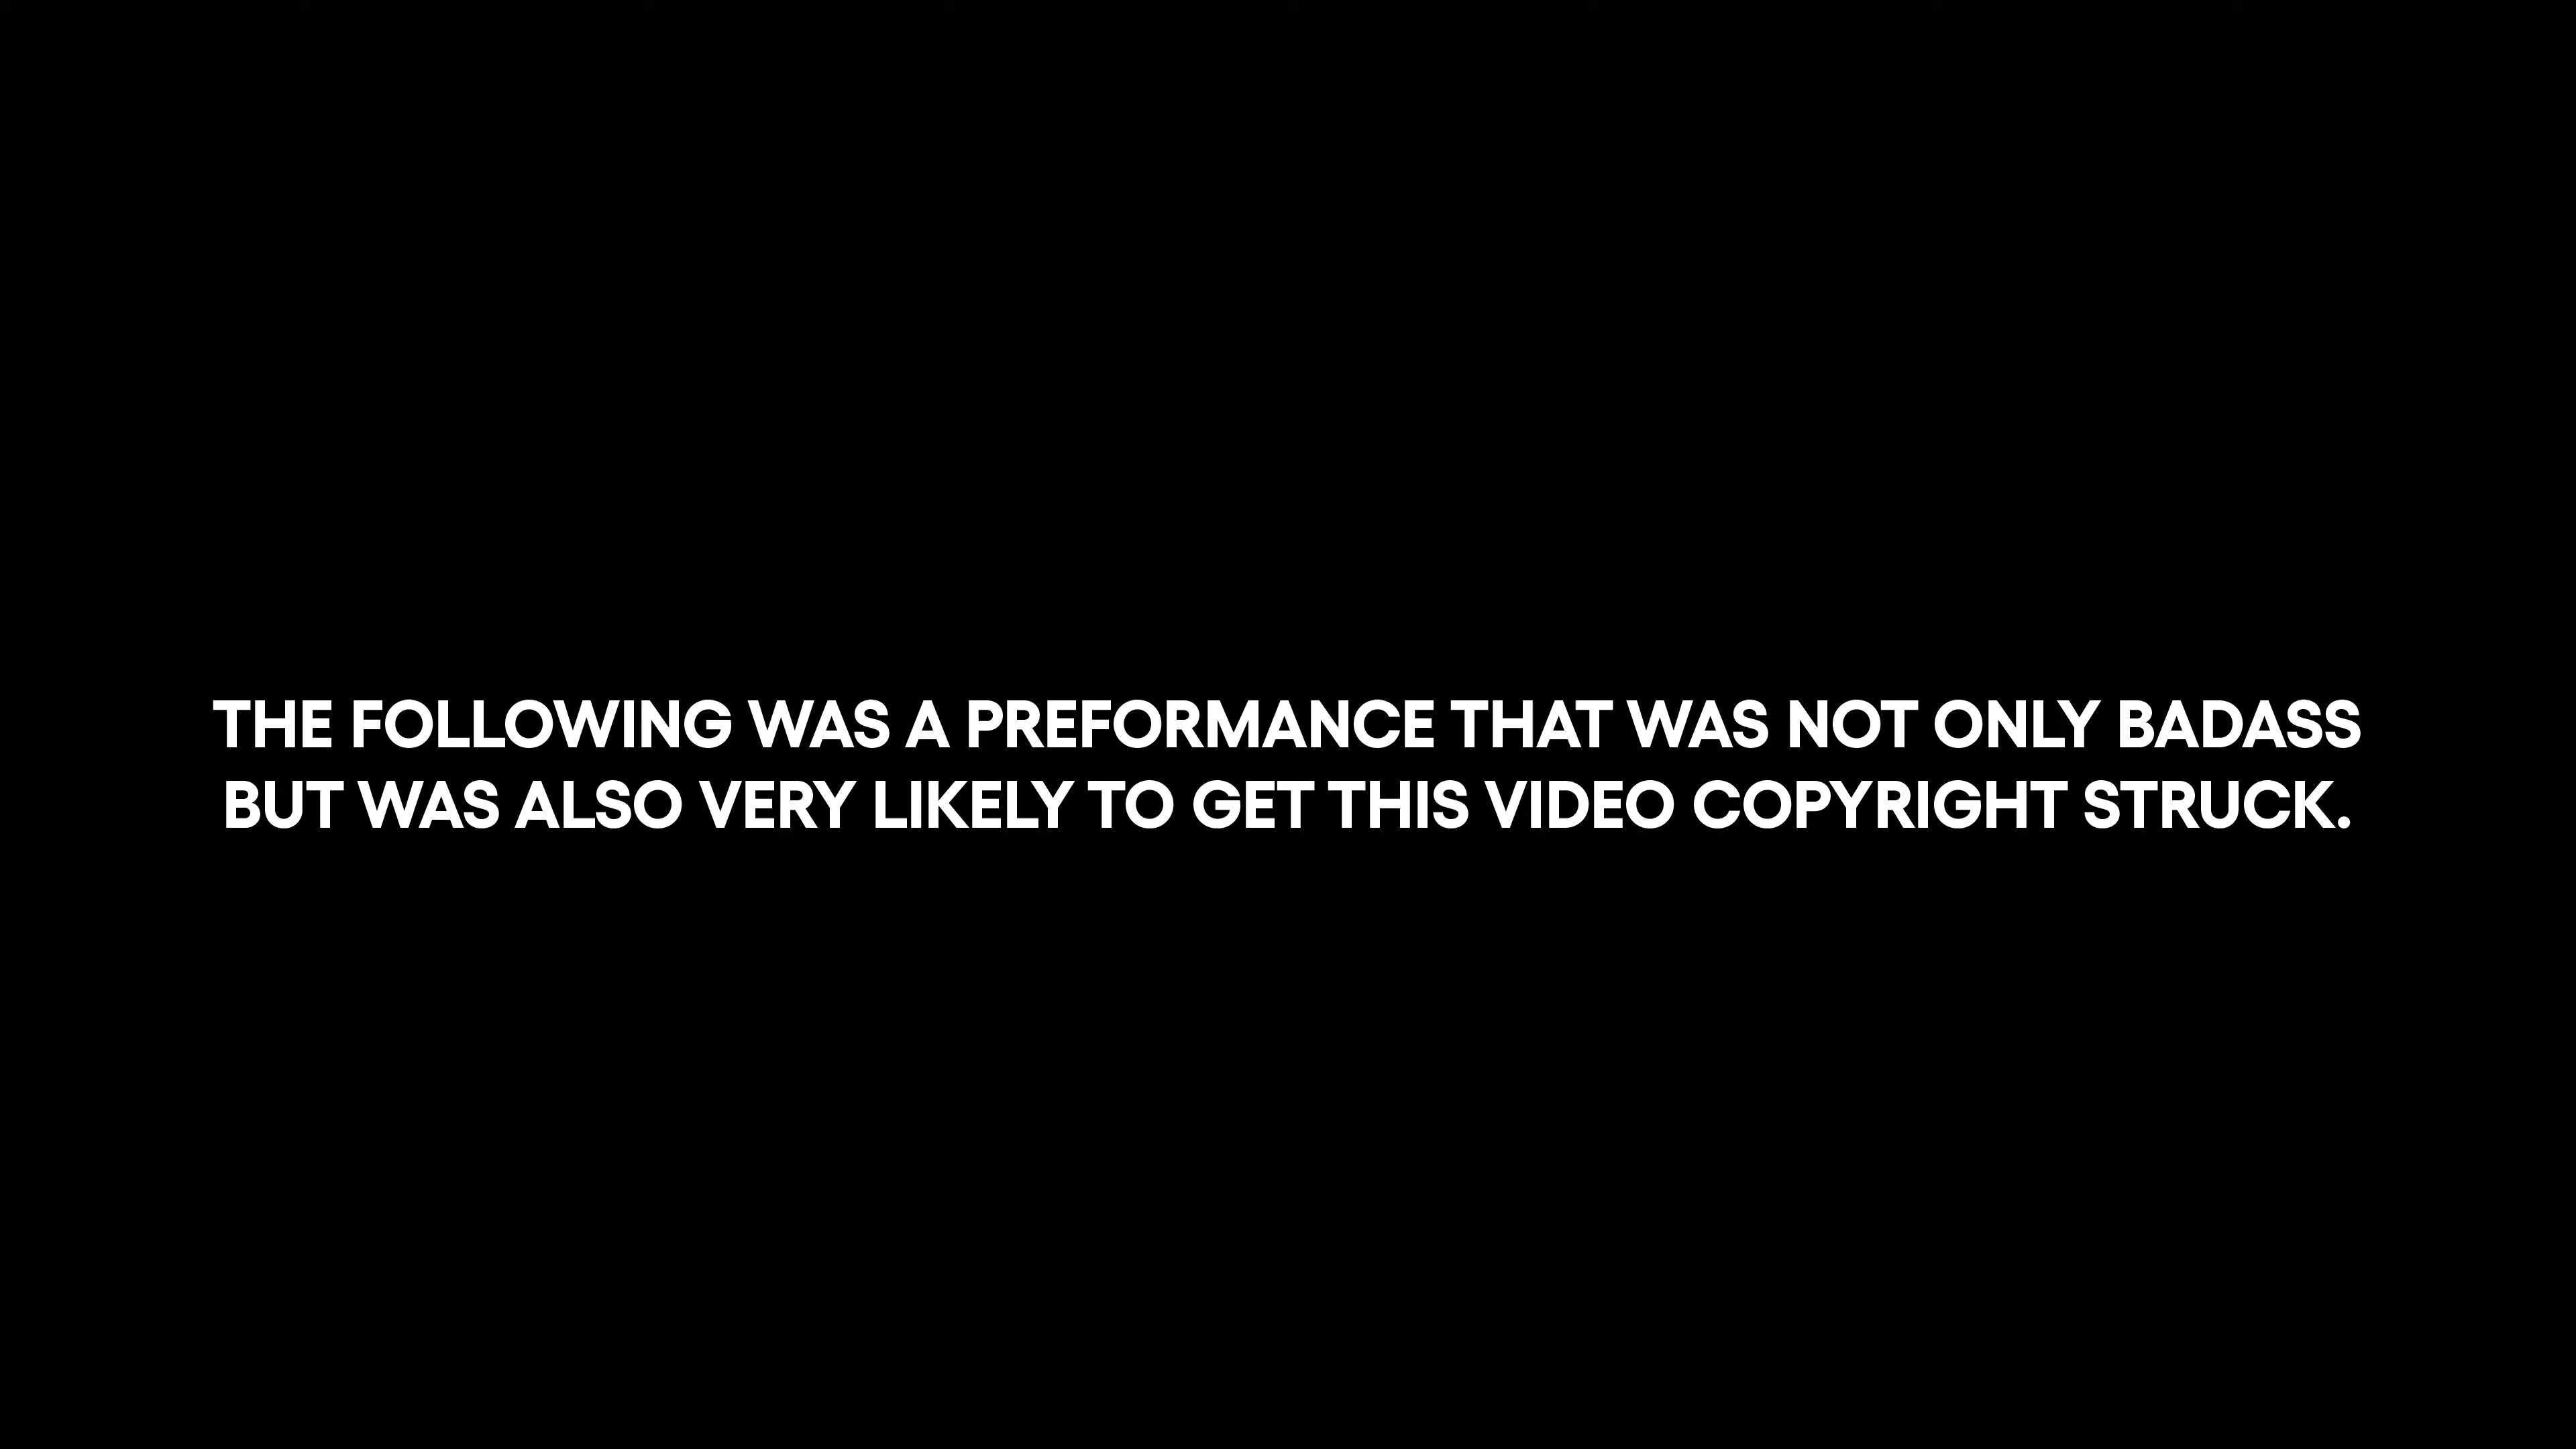 THE FOLLOWING WAS A PREFORMANCE THAT WAS NOT ONLY BADASS
BUT WAS ALSO VERY LIKELY TO GET THIS VIDEO COPYRIGHT STRUCK.